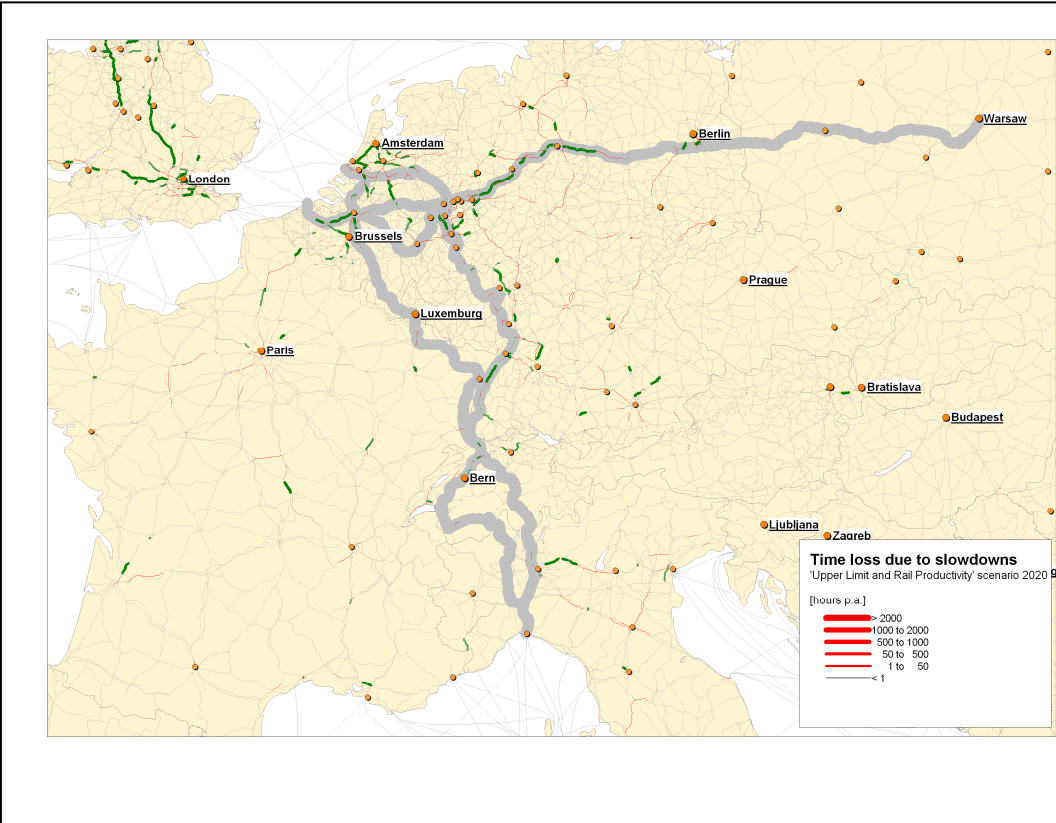 Warsaw
Berlin
Amsterdam
London
Brussels
Prague
Luxemburg
Paris
Bratislava
Budapest
Bern
Ljubljana
Zagreb
Time loss due to slowdowns
'Upper Limit and Rail Productivity' scenario 2020
[hours p.a.]
> 2000
1000 to 2000
500 to 1000
50 to 500
1 to 50
< 1